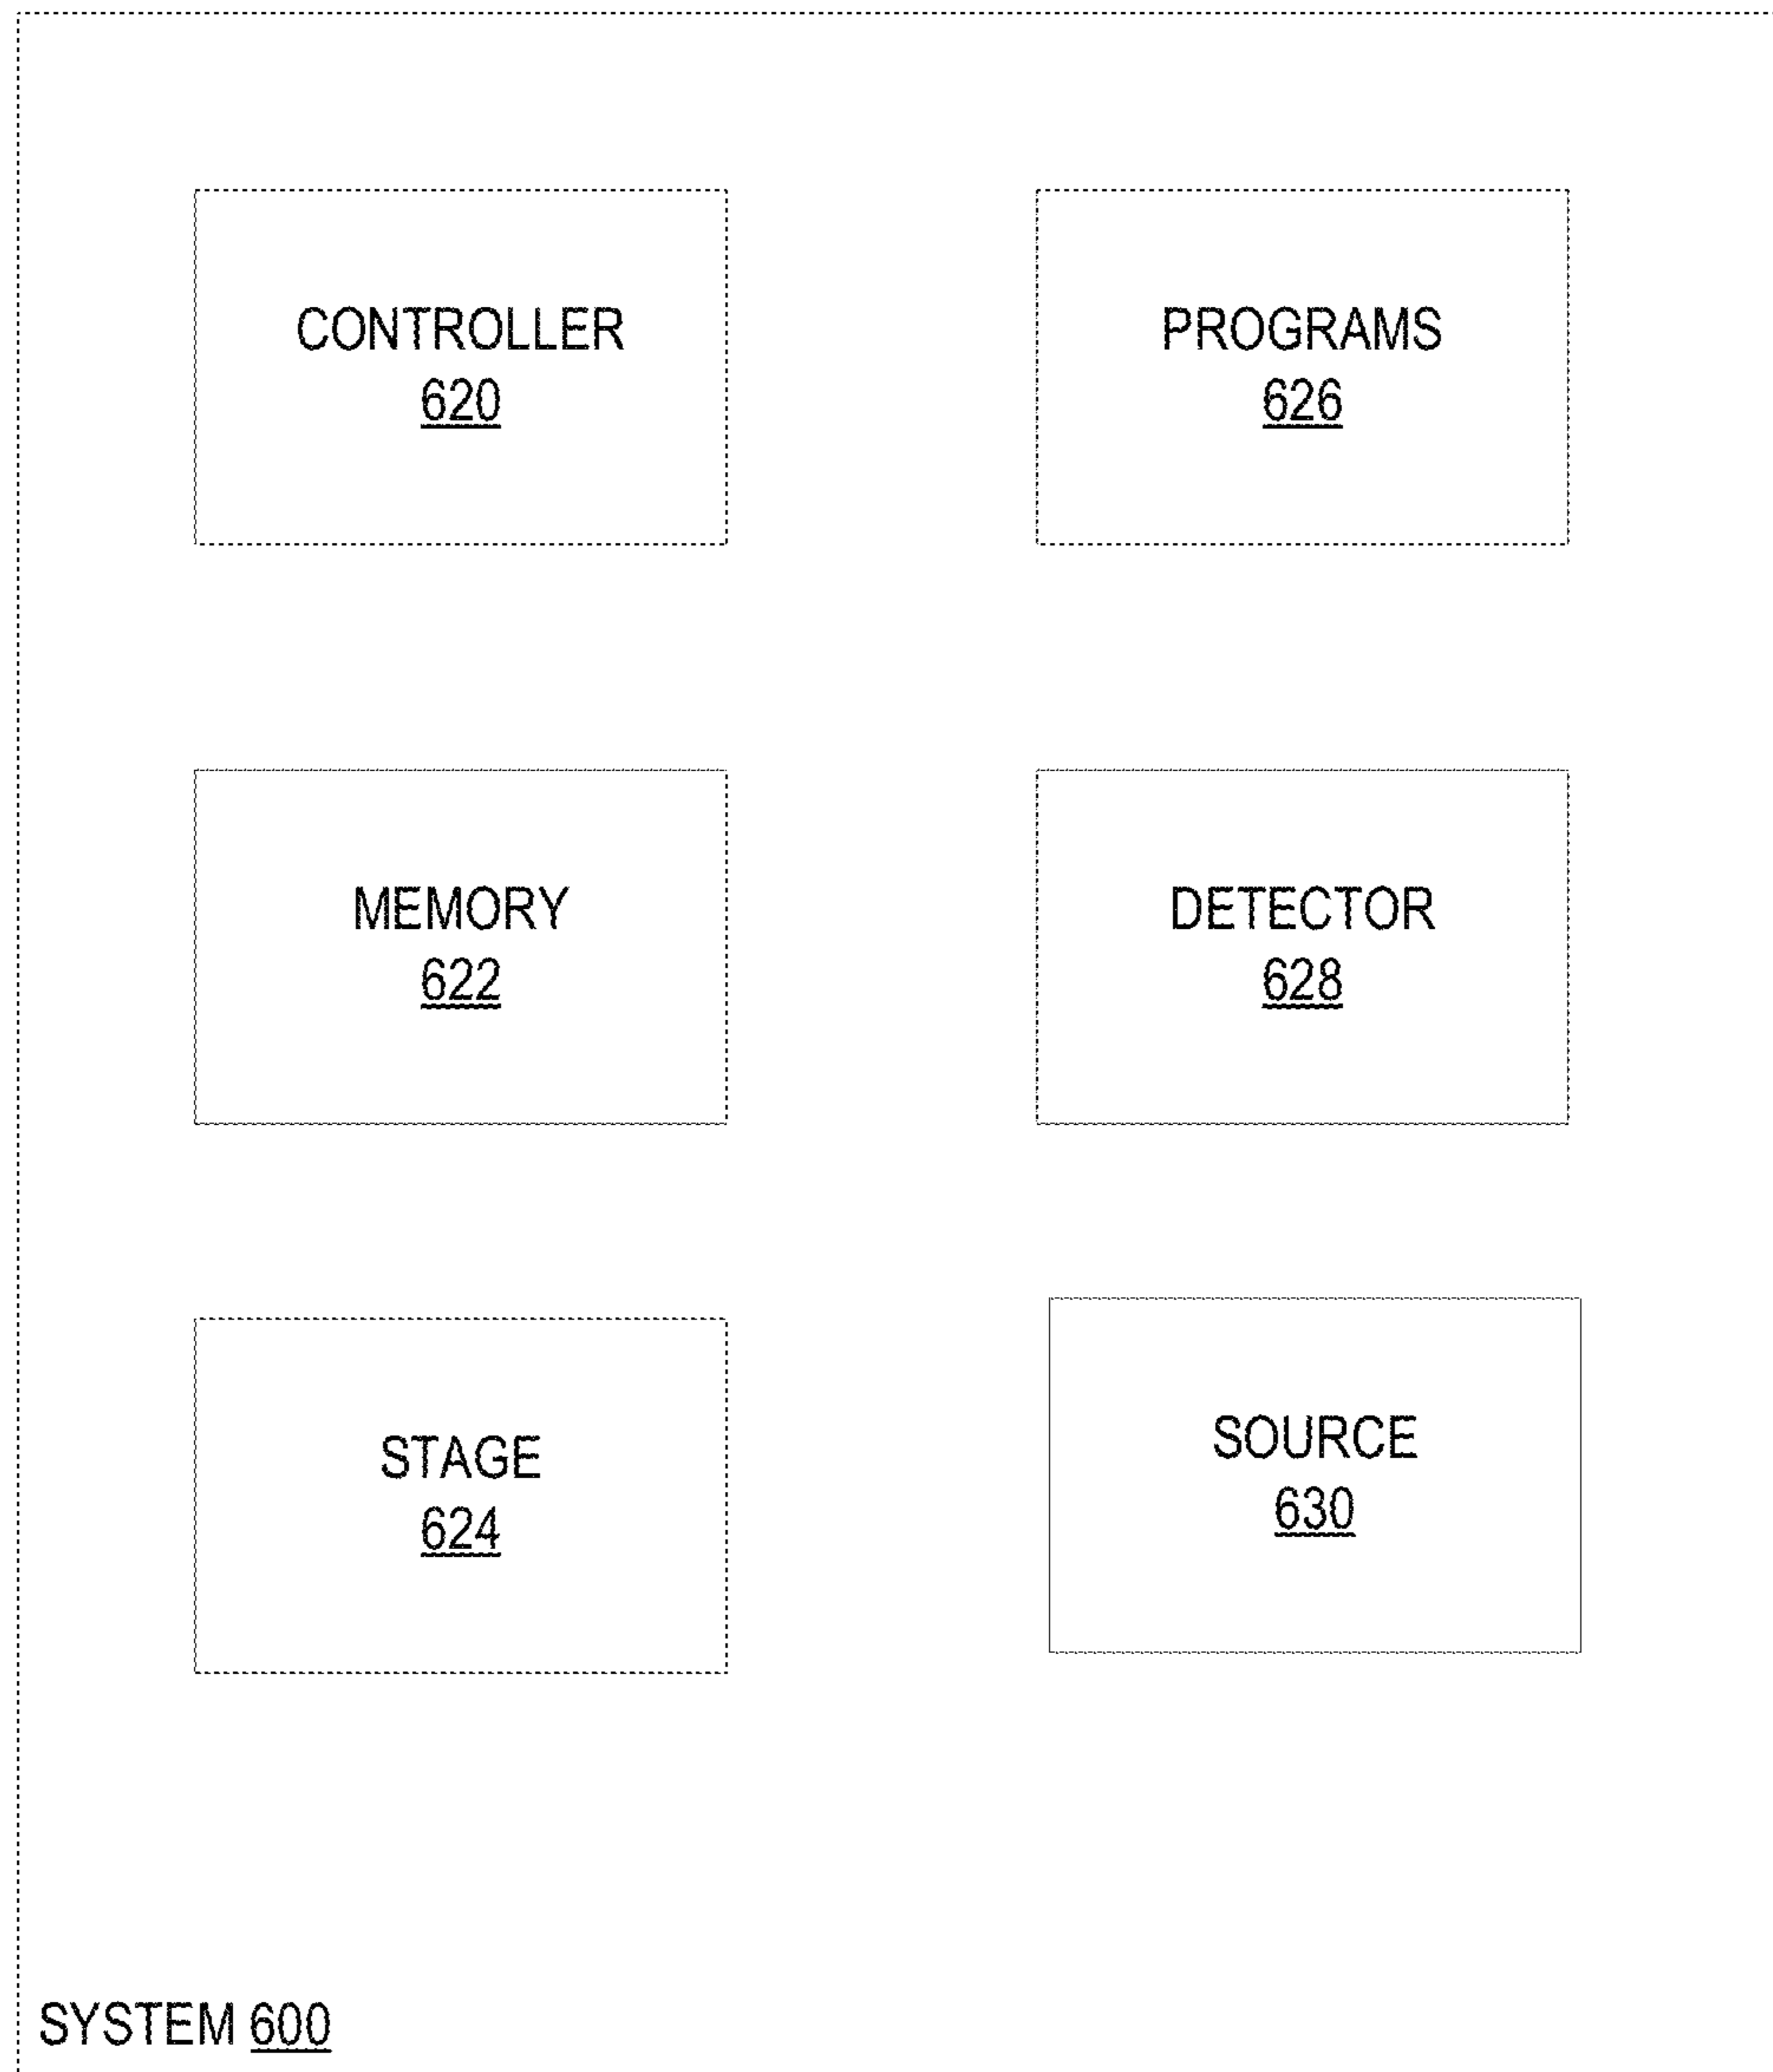 CONTROLLER
620
PROGRAMS
626
MEMORY
622
DETECTOR
628
STAGE
624
SOURCE
630
SYSTEM 600